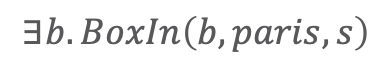 ∃b. BoxIn(b, paris, s)